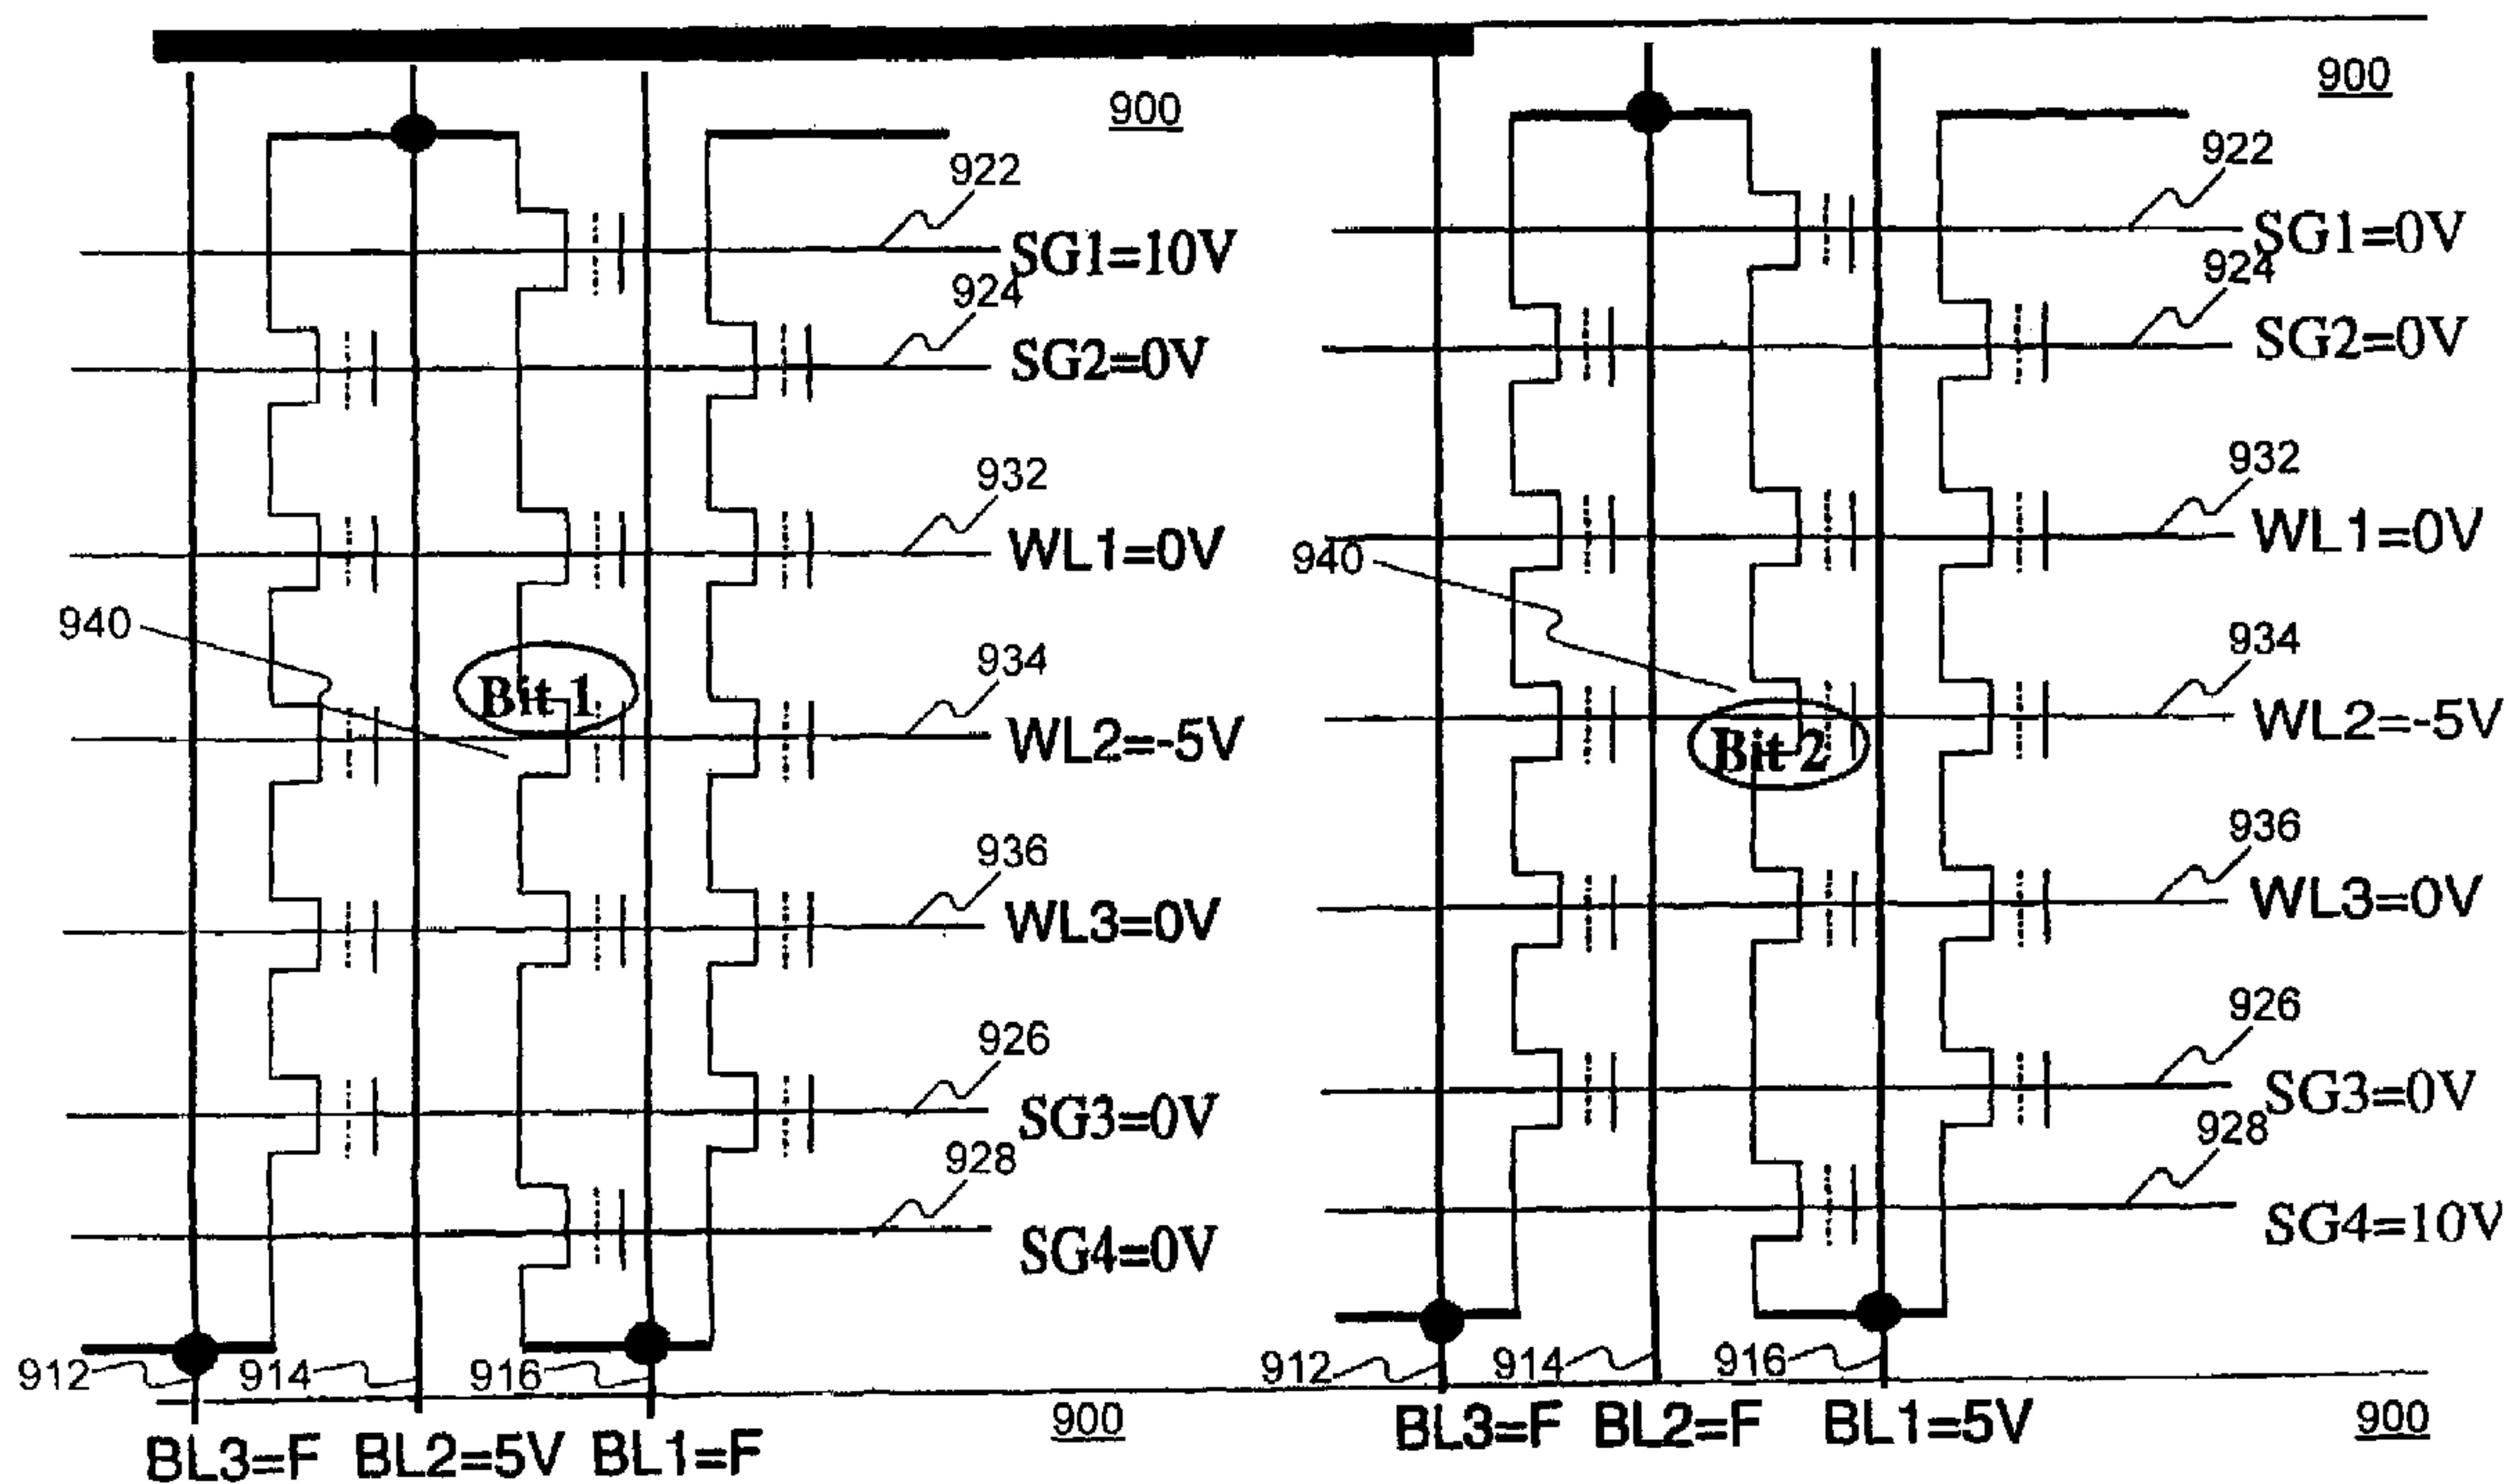 900
922
SG1=10V
924
SG2=0V
932
WL1=0V
940
Bit 1
934
WL2=-5V
936
WL3=0V
926
SG3=0V
928
SG4=0V
912
914
916
900
BL3=F BL2=5V BL1=F
900
922
SG1=0V
924
SG2=0V
932
WL1=0V
940
934
WL2=-5V
Bit 2
936
WL3=0V
926
SG3=0V
928
SG4=10V
912
914
916
BL3=F BL2=F BL1=5V
900